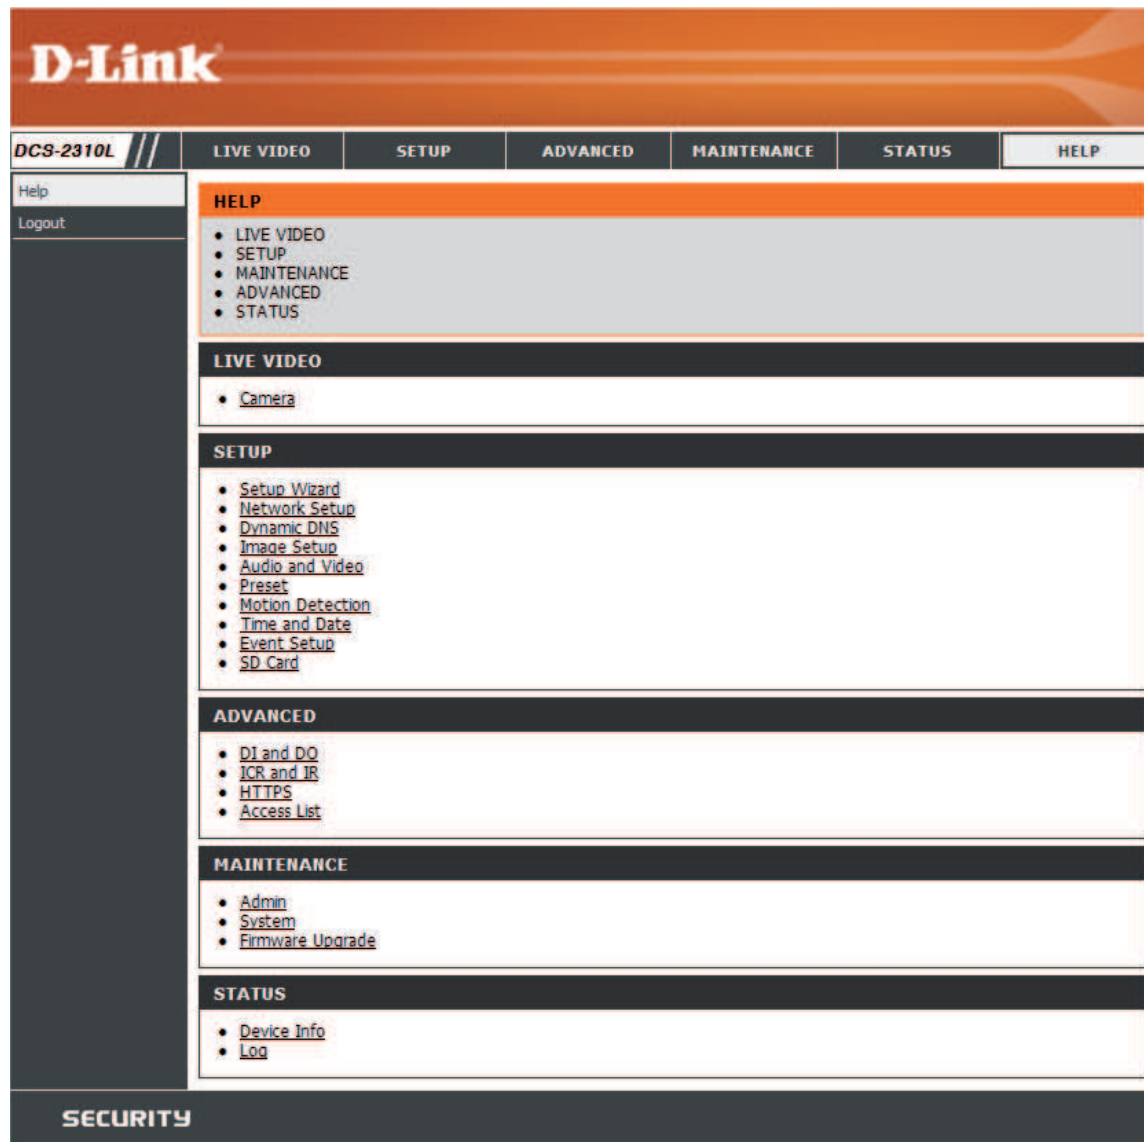 D-Link
DCS-2310L LIVE VIDEO SETUP ADVANCED MAINTENANCE STATUS HELP
Help
Logout
HELP
• LIVE VIDEO
• SETUP
• MAINTENANCE
• ADVANCED
• STATUS
LIVE VIDEO
• Camera
SETUP
• Setup Wizard
• Network Setup
• Dynamic DNS
• Image Setup
• Audio and Video
• Preset
• Motion Detection
• Time and Date
• Event Setup
• SD Card
ADVANCED
• DI and DO
• ICR and IR
• HTTPS
• Access List
MAINTENANCE
• Admin
• System
• Firmware Upgrade
STATUS
• Device Info
• Log
SECURITY